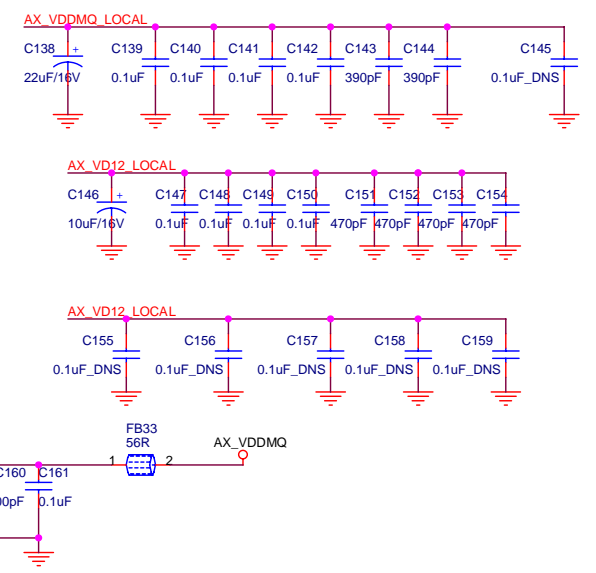 AX_VDDMQ_LOCAL
C138 + C139 C140 C141 C142 C143 C144 C145
22uF/16V 0.1uF 0.1uF 0.1uF 0.1uF 390pF 390pF 0.1uF_DNS
AX_VD12_LOCAL
C146 + C147 C148 C149 C150 C151 C152 C153 C154
10uF/16V 0.1uF 0.1uF 0.1uF 0.1uF 470pF 470pF 470pF 470pF
AX_VD12_LOCAL
C155 C156 C157 C158 C159
0.1uF_DNS 0.1uF_DNS 0.1uF_DNS 0.1uF_DNS 0.1uF_DNS
FB33
56R AX_VDDMQ
1 2
C160 C161
0.1uF